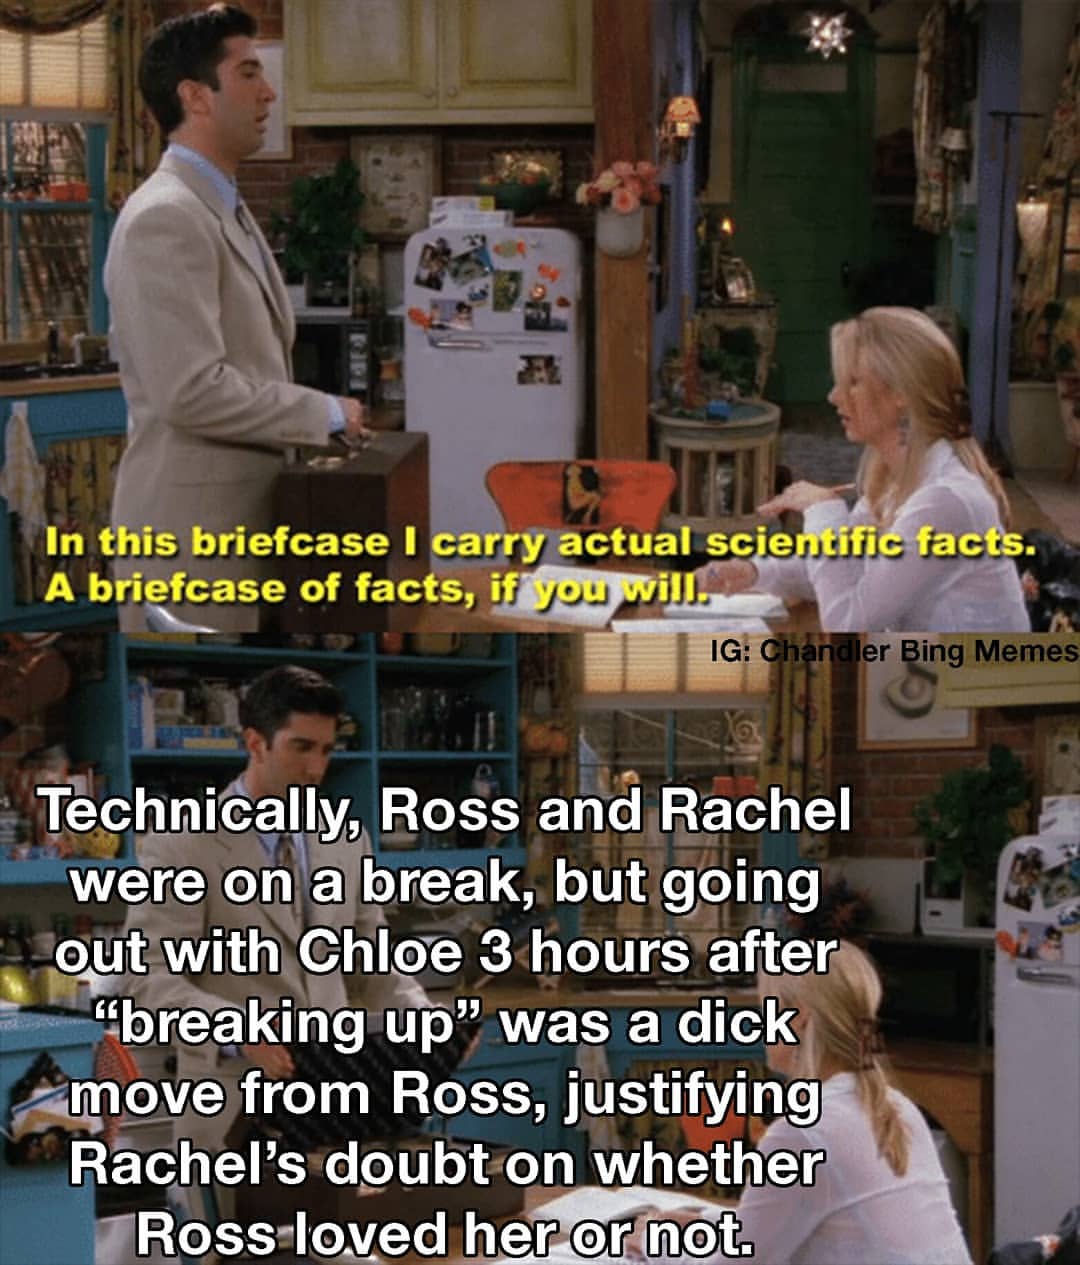 In this briefcase I carry actual scientific facts.
A briefcase of facts, if you will.
IG: Chandler Bing Memes
Technically, Ross and Rachel
were on a break, but going
out with Chloe 3 hours after
“breaking up” was a dick
move from Ross, justifying
Rachel’s doubt on whether
Ross loved her or not.